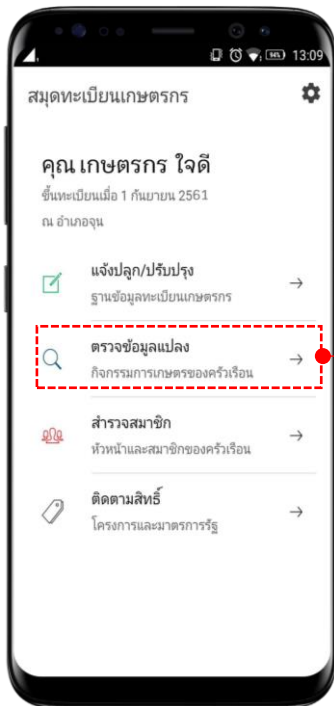 13:09
สมุดทะเบียนเกษตรกร
คุณ เกษตรกร ใจดี
ขึ้นทะเบียนเมื่อ 1 กันยายน 2561
ณ อำเภอจุน
แจ้งปลูก/ปรับปรุง
ฐานข้อมูลทะเบียนเกษตรกร
ตรวจข้อมูลแปลง
กิจกรรมการเกษตรของครัวเรือน
สำรวจสมาชิก
หัวหน้าและสมาชิกของครัวเรือน
ติดตามสิทธิ์
โครงการและมาตรการรัฐ